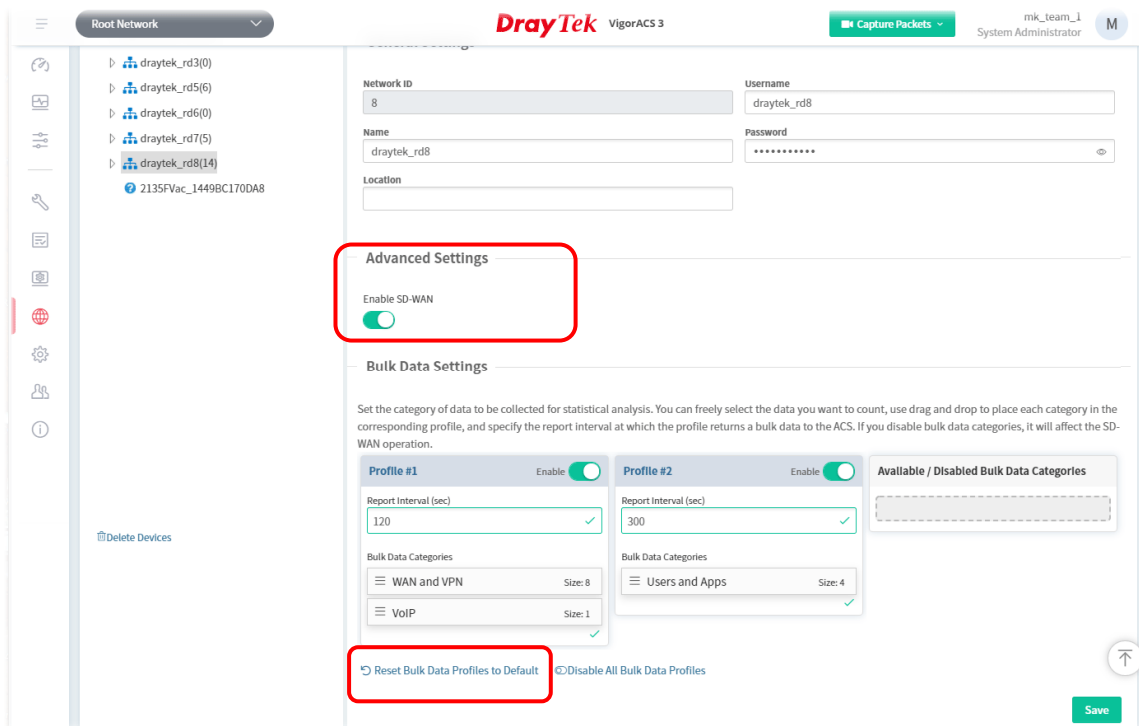 Root Network
DrayTek VigorACS 3
Capture Packets
mk_team_1
System Administrator
M
draytek_rd3(0)
draytek_rd5(6)
draytek_rd6(0)
draytek_rd7(5)
draytek_rd8(14)
2135FVac_1449BC170DA8
Delete Devices
General Settings
Network ID
8
Username
draytek_rd8
Name
draytek_rd8
Password
•••••••••••
Location
Advanced Settings
Enable SD-WAN
Bulk Data Settings
Set the category of data to be collected for statistical analysis. You can freely select the data you want to count, use drag and drop to place each category in the
corresponding profile, and specify the report interval at which the profile returns a bulk data to the ACS. If you disable bulk data categories, it will affect the SD-
WAN operation.
Profile #1 Enable
Report Interval (sec)
120
Bulk Data Categories
WAN and VPN Size: 8
VoIP Size: 1
Profile #2 Enable
Report Interval (sec)
300
Bulk Data Categories
Users and Apps Size: 4
Available / Disabled Bulk Data Categories
Reset Bulk Data Profiles to Default
Disable All Bulk Data Profiles
Save